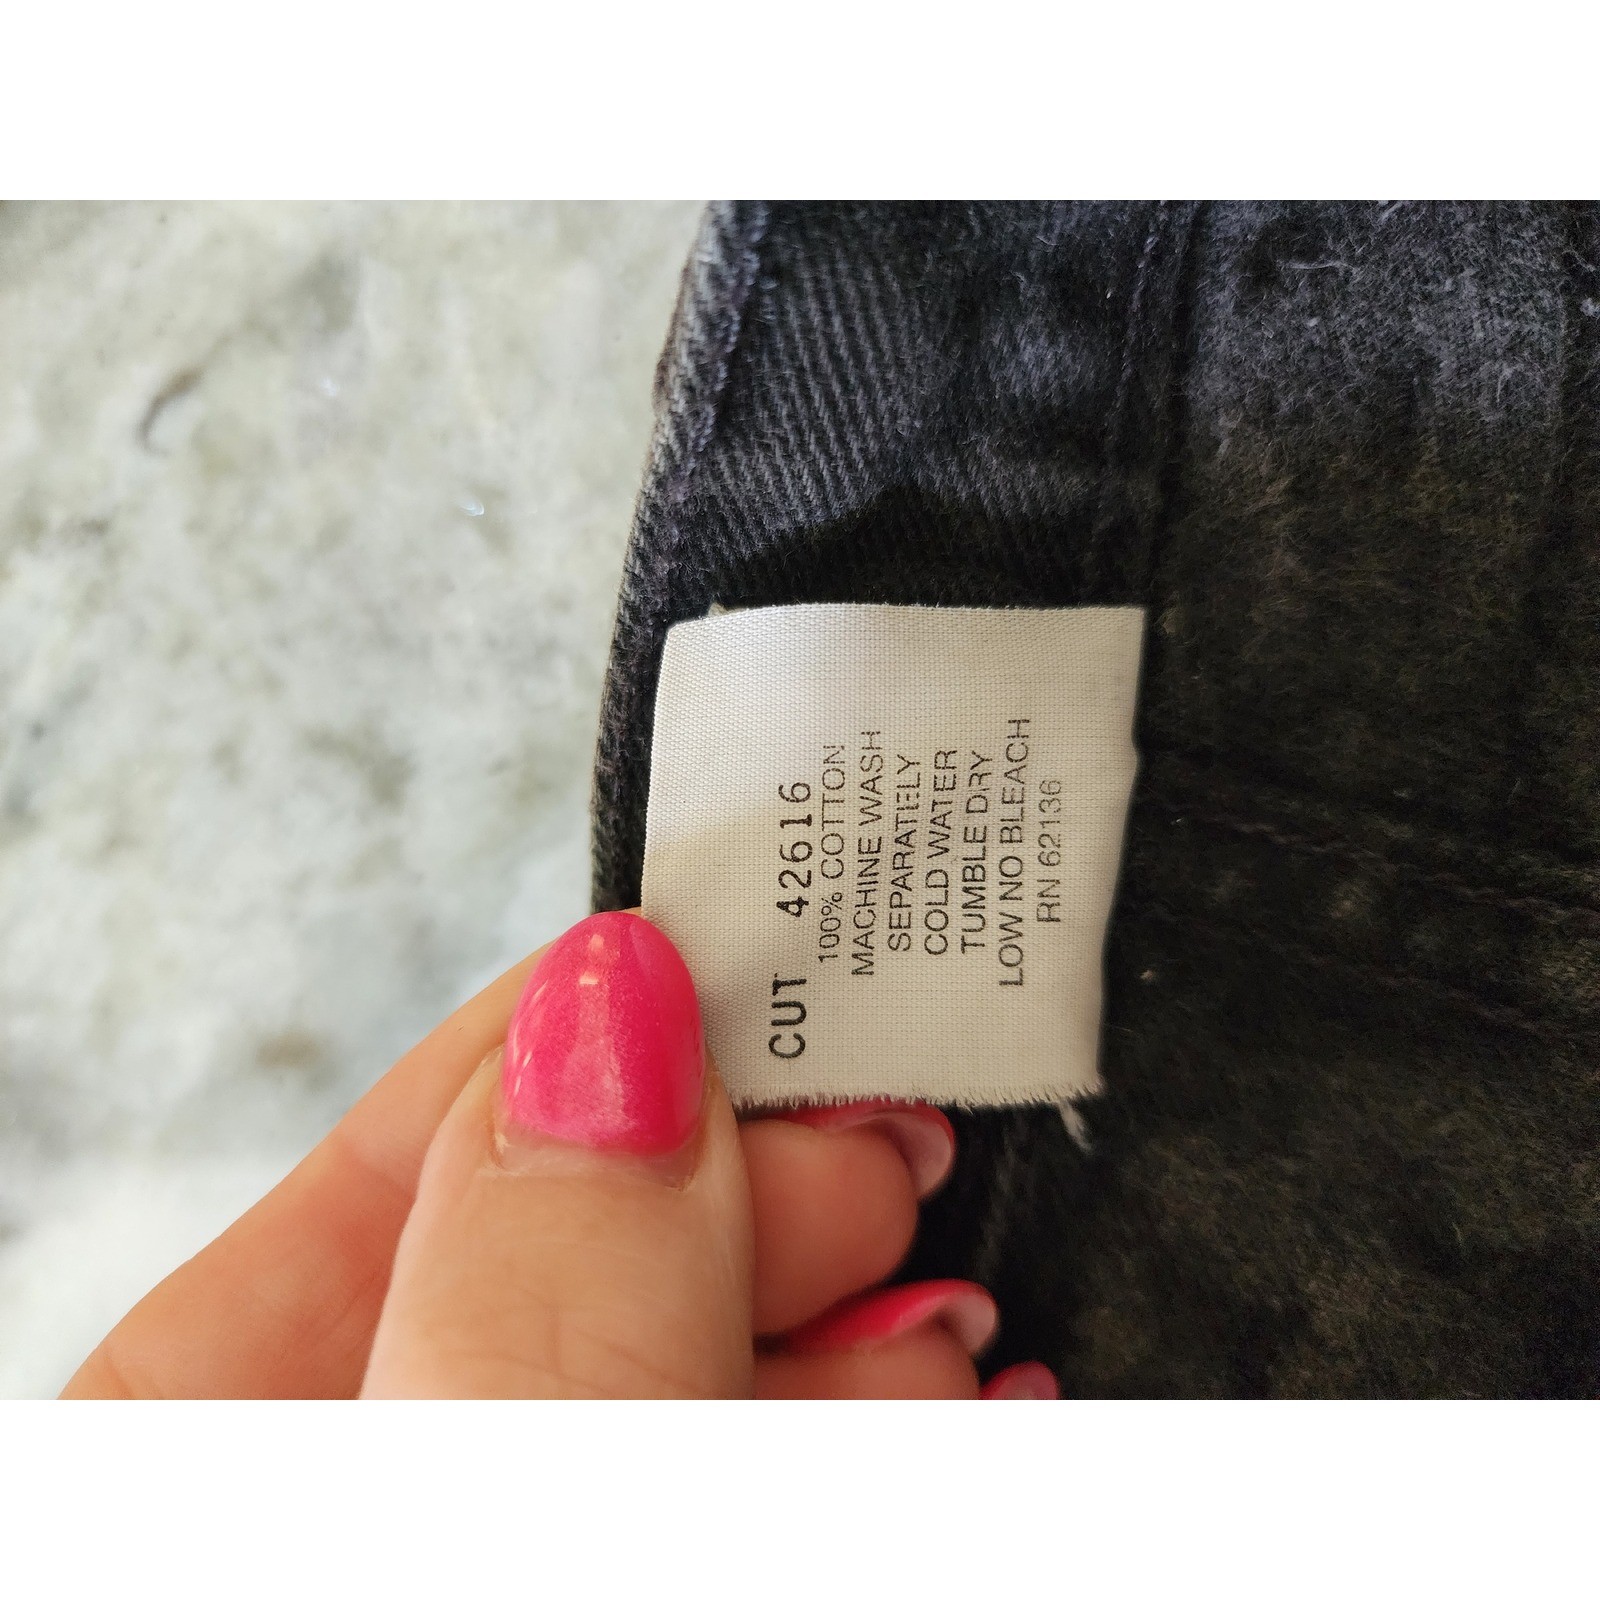 CUT 42616
100% COTTON
MACHINE WASH
SEPARATELY
COLD WATER
TUMBLE DRY
LOW NO BLEACH
RN 62136